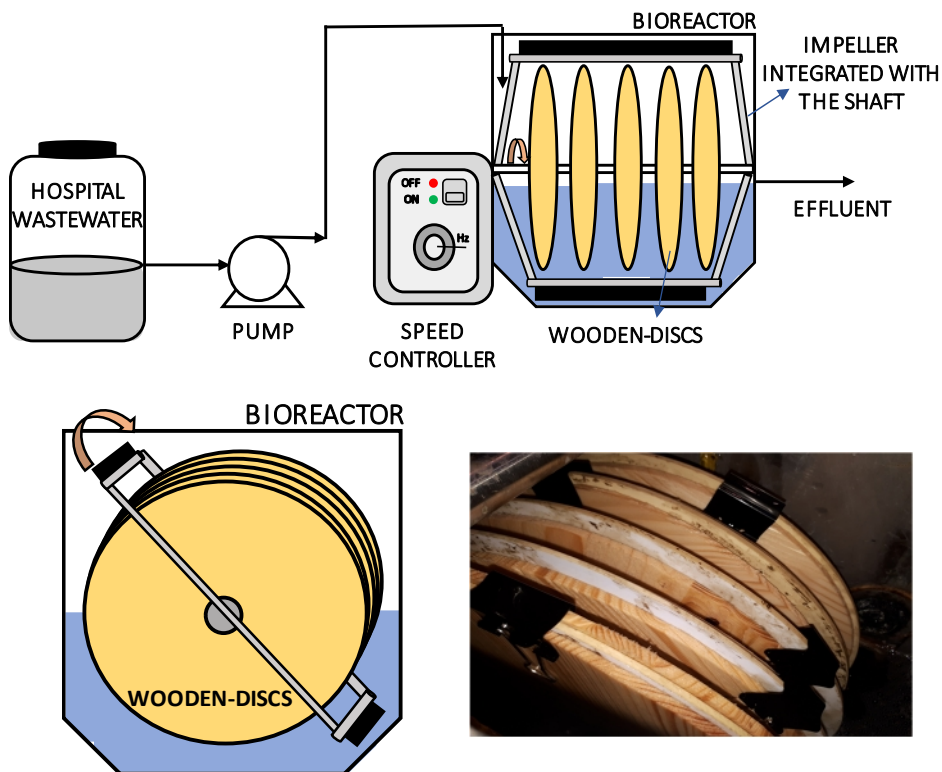 BIOREACTOR
IMPELLER
INTEGRATED WITH
THE SHAFT
HOSPITAL
WASTEWATER
OFF
ON
Hz
EFFLUENT
PUMP
SPEED
CONTROLLER
WOODEN-DISCS
BIOREACTOR
WOODEN-DISCS